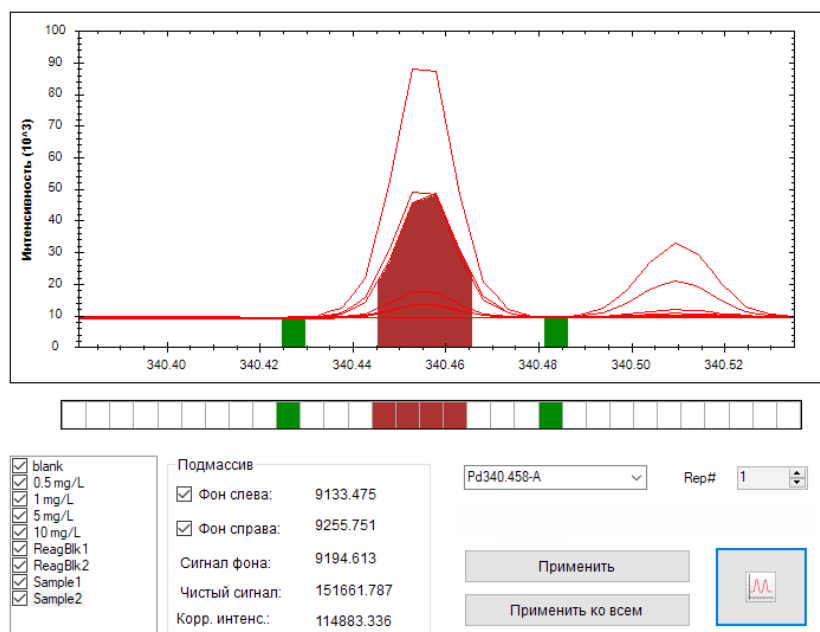 Интенсивность (10^3)
100
90
80
70
60
50
40
30
20
10
0
340.40 340.42 340.44 340.46 340.48 340.50 340.52
blank
0.5 mg/L
1 mg/L
5 mg/L
10 mg/L
ReagBlk1
ReagBlk2
Sample1
Sample2
Подмассив
Фон слева: 9133.475
Фон справа: 9255.751
Сигнал фона: 9194.613
Чистый сигнал: 151661.787
Корр. интенс.: 114883.336
Pd340.458-A
Rep# 1
Применить
Применить ко всем